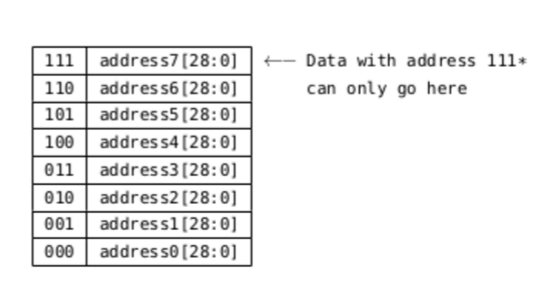 111 address7[28:0] ←— Data with address 111*
110 address6[28:0] can only go here
101 address5[28:0]
100 address4[28:0]
011 address3[28:0]
010 address2[28:0]
001 address1[28:0]
000 address0[28:0]